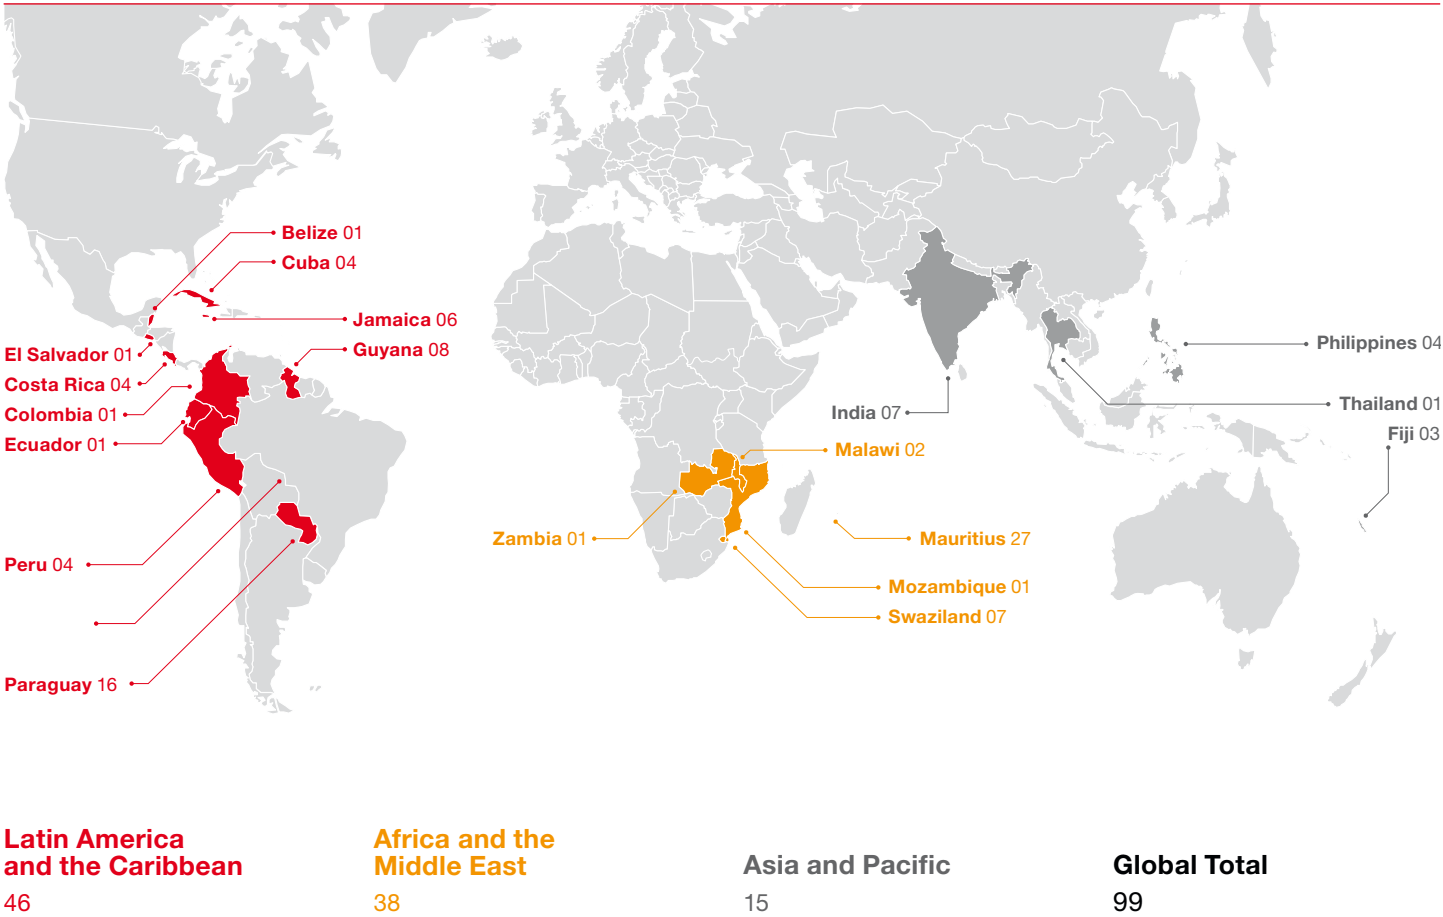 Belize 01
Cuba 04
Jamaica 06
Guyana 08
El Salvador 01
Costa Rica 04
Colombia 01
Ecuador 01
Peru 04
Paraguay 16
Philippines 04
Thailand 01
Fiji 03
India 07
Malawi 02
Zambia 01
Mauritius 27
Mozambique 01
Swaziland 07
Latin America
and the Caribbean
46
Africa and the
Middle East
38
Asia and Pacific
15
Global Total
99